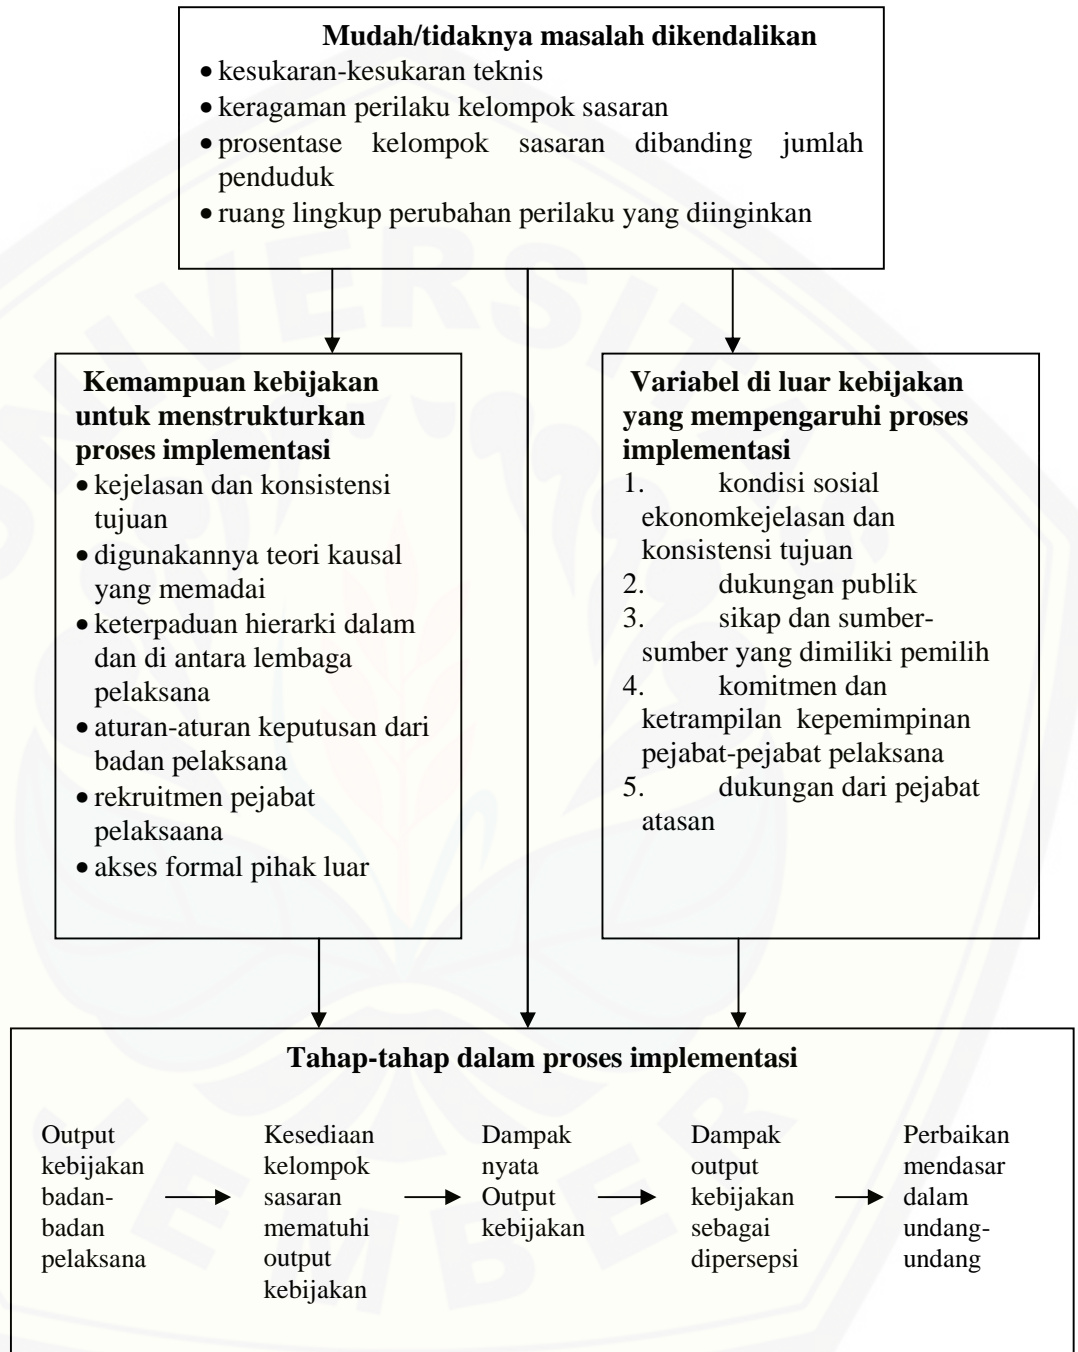 Mudah/tidaknya masalah dikendalikan
• kesukaran-kesukaran teknis
• keragaman perilaku kelompok sasaran
• prosentase kelompok sasaran dibanding jumlah
penduduk
• ruang lingkup perubahan perilaku yang diinginkan
Kemampuan kebijakan
untuk menstrukturkan
proses implementasi
• kejelasan dan konsistensi
tujuan
• digunakannya teori kausal
yang memadai
• keterpaduan hierarki dalam
dan di antara lembaga
pelaksana
• aturan-aturan keputusan dari
badan pelaksana
• rekruitmen pejabat
pelaksaana
• akses formal pihak luar
Variabel di luar kebijakan
yang mempengaruhi proses
implementasi
1. kondisi sosial
ekonomkejelasan dan
konsistensi tujuan
2. dukungan publik
3. sikap dan sumber-
sumber yang dimiliki pemilih
4. komitmen dan
ketrampilan kepemimpinan
pejabat-pejabat pelaksana
5. dukungan dari pejabat
atasan
Tahap-tahap dalam proses implementasi
Output
kebijakan
badan-
badan
pelaksana
Kesediaan
kelompok
sasaran
mematuhi
output
kebijakan
Dampak
nyata
Output
kebijakan
Dampak
output
kebijakan
sebagai
dipersepsi
Perbaikan
mendasar
dalam
undang-
undang
UNIVERSITAS
JEMBER